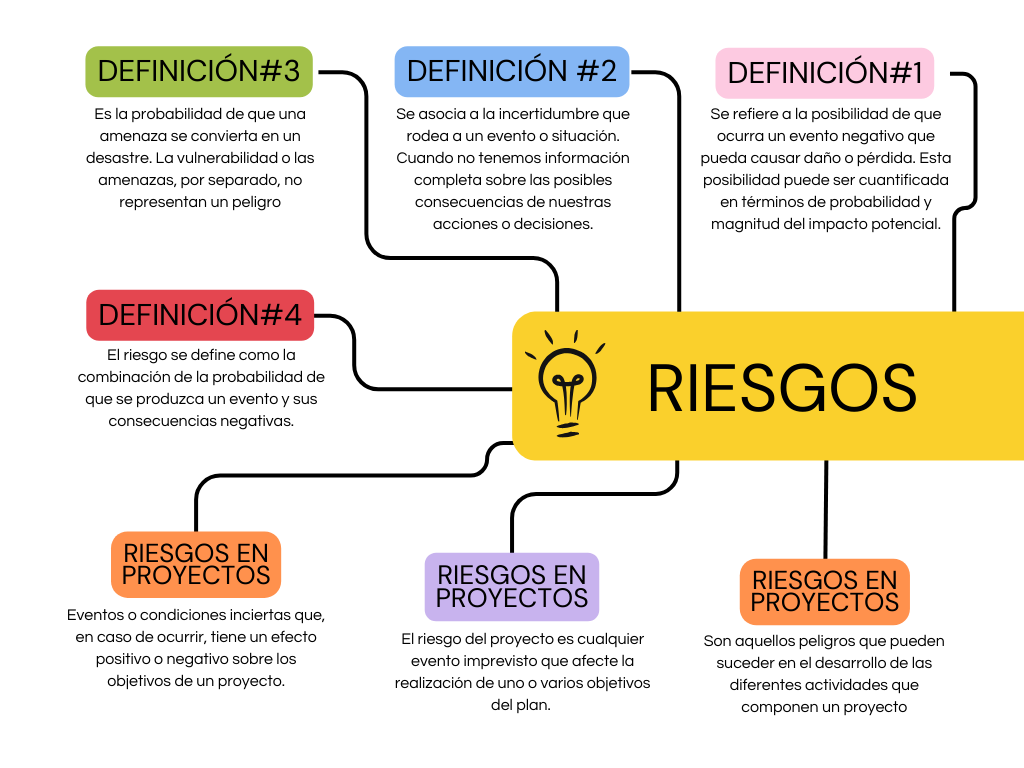 DEFINICIÓN#3
Es la probabilidad de que una
amenaza se convierta en un
desastre. La vulnerabilidad o las
amenazas, por separado, no
representan un peligro
DEFINICIÓN #2
Se asocia a la incertidumbre que
rodea a un evento o situación.
Cuando no tenemos información
completa sobre las posibles
consecuencias de nuestras
acciones o decisiones.
DEFINICIÓN#1
Se refiere a la posibilidad de que
ocurra un evento negativo que
pueda causar daño o pérdida. Esta
posibilidad puede ser cuantificada
en términos de probabilidad y
magnitud del impacto potencial.
DEFINICIÓN#4
El riesgo se define como la
combinación de la probabilidad de
que se produzca un evento y sus
consecuencias negativas.
RIESGOS
RIESGOS EN
PROYECTOS
Eventos o condiciones inciertas que,
en caso de ocurrir, tiene un efecto
positivo o negativo sobre los
objetivos de un proyecto.
RIESGOS EN
PROYECTOS
El riesgo del proyecto es cualquier
evento imprevisto que afecte la
realización de uno o varios objetivos
del plan.
RIESGOS EN
PROYECTOS
Son aquellos peligros que pueden
suceder en el desarrollo de las
diferentes actividades que
componen un proyecto